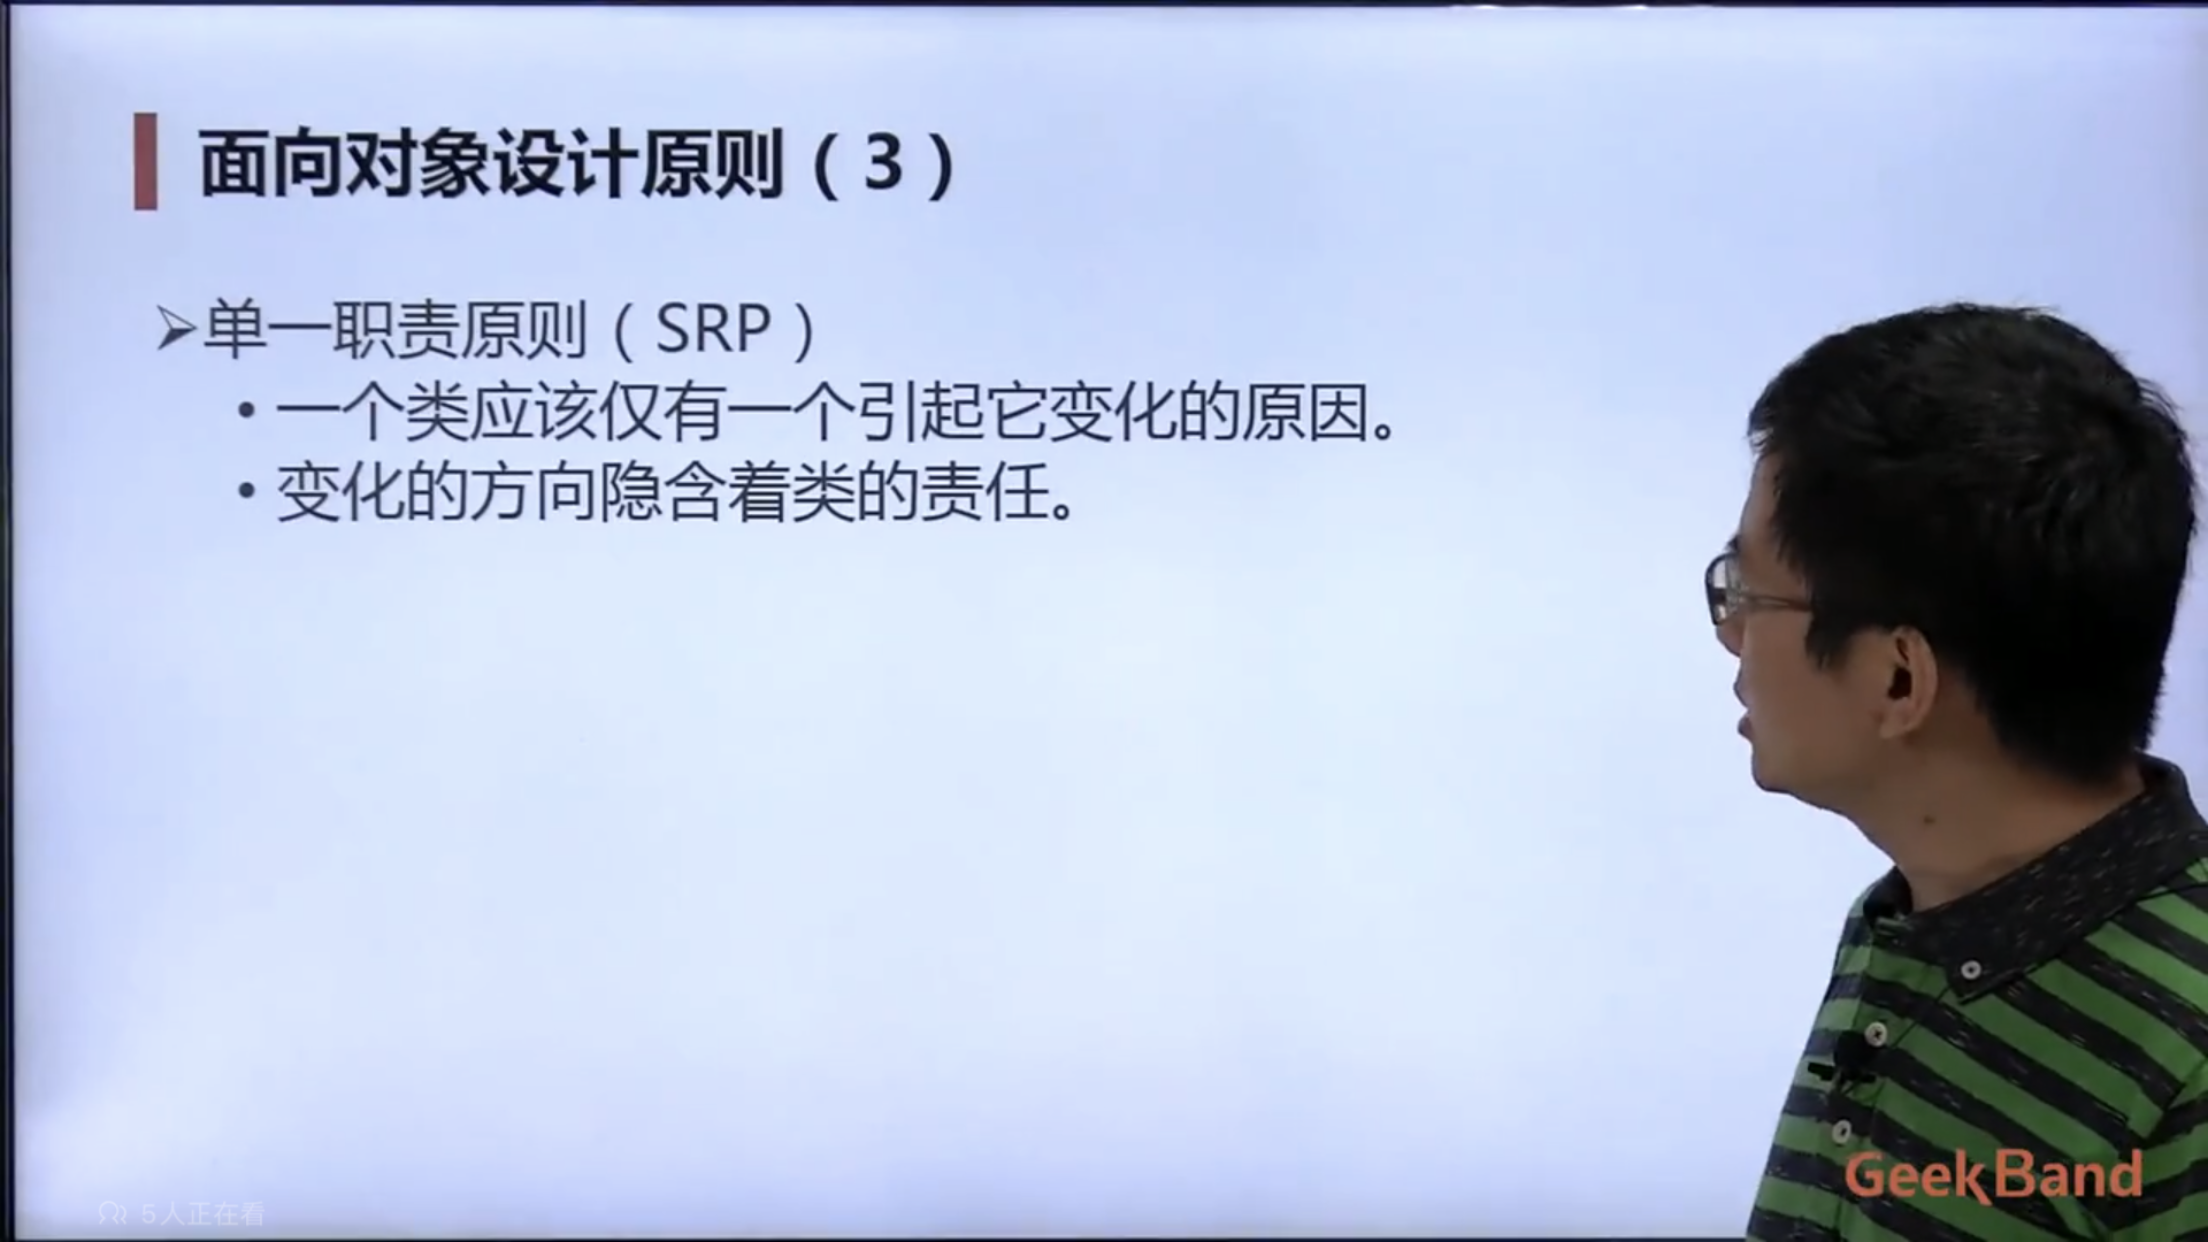 面向对象设计原则（3）
➢单一职责原则（SRP）
• 一个类应该仅有一个引起它变化的原因。
• 变化的方向隐含着类的责任。
GeekBand
5人正在看